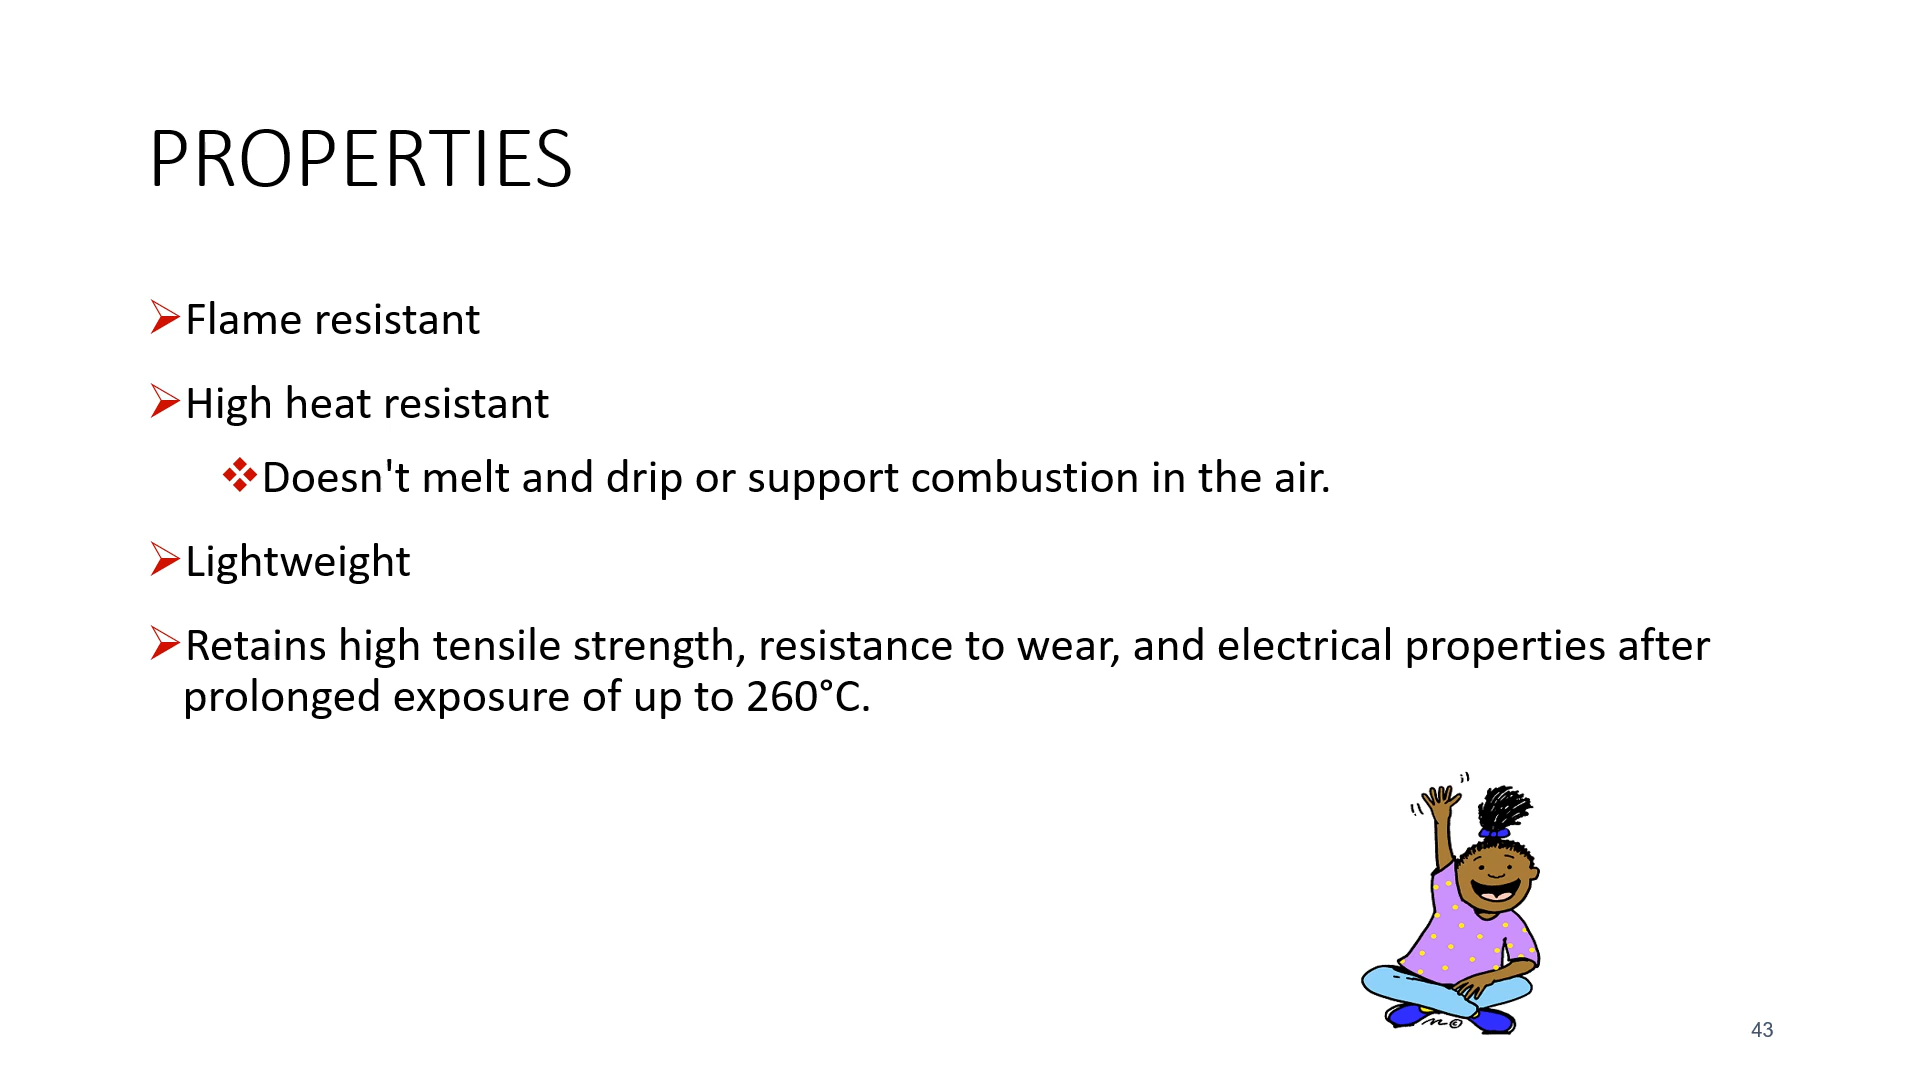 PROPERTIES
Flame resistant
High heat resistant
Doesn't melt and drip or support combustion in the air.
Lightweight
Retains high tensile strength, resistance to wear, and electrical properties after
prolonged exposure of up to 260°C.
43